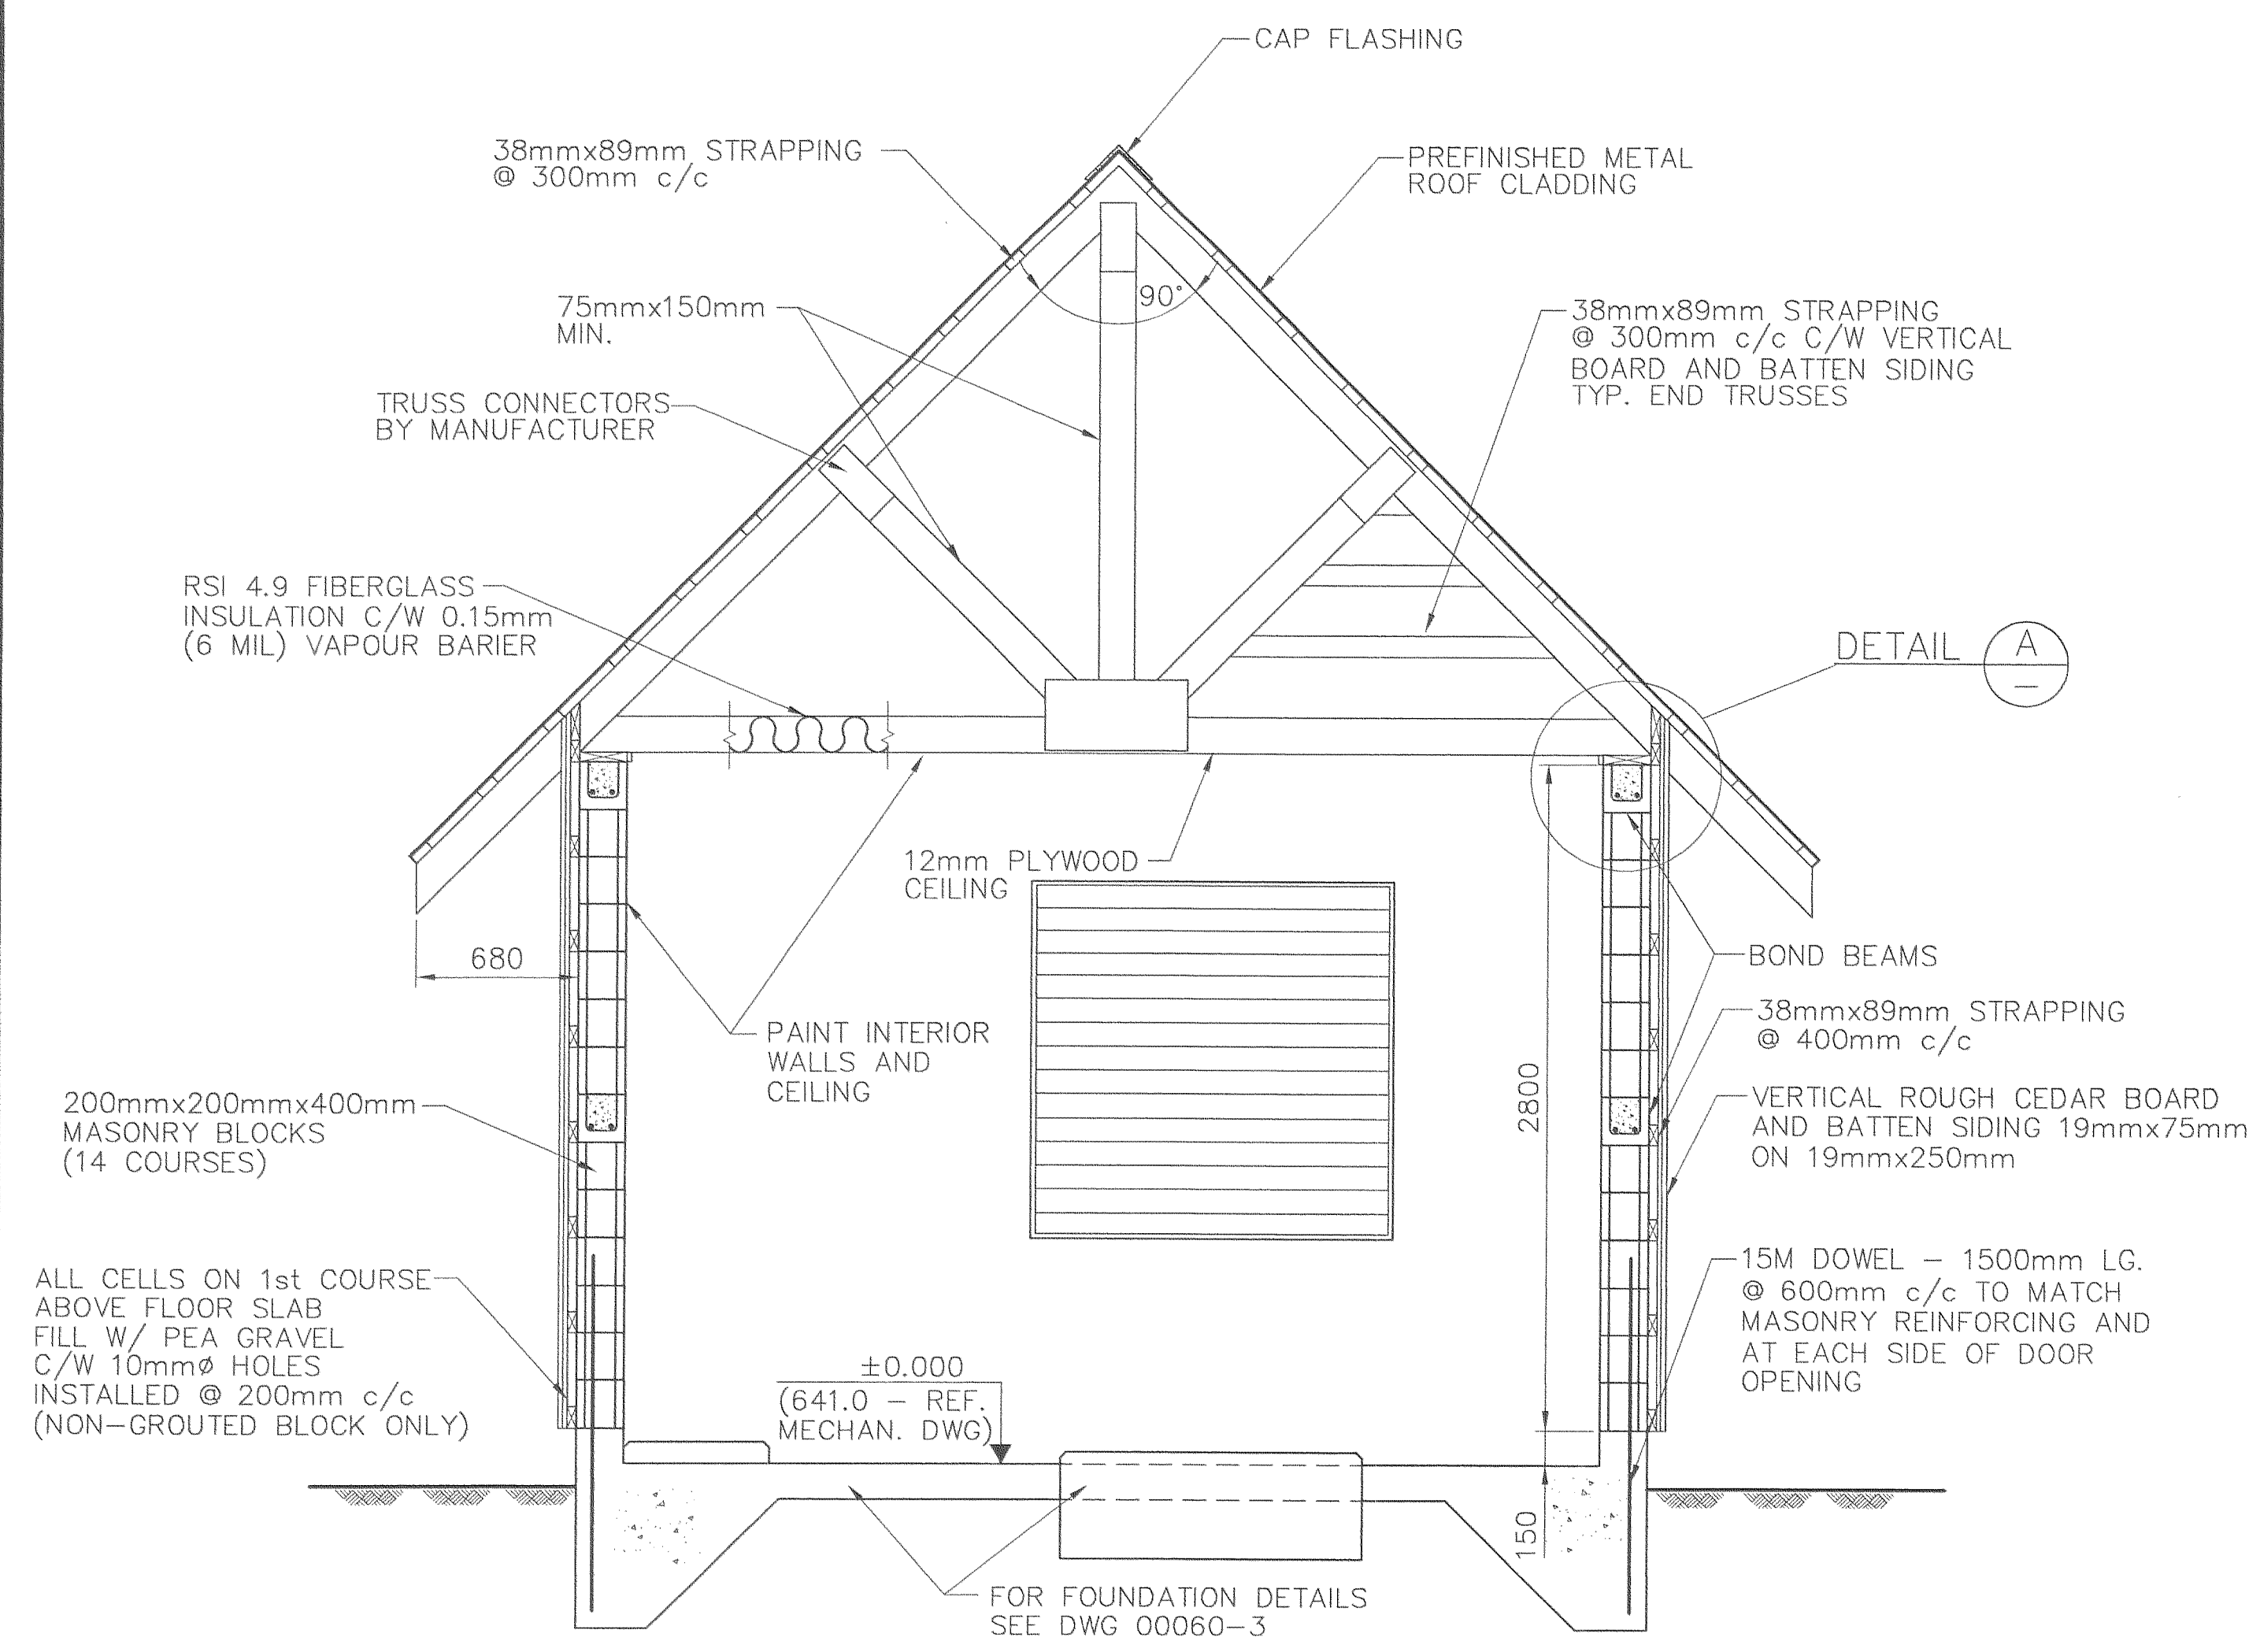 CAP FLASHING
38mmx89mm STRAPPING
@ 300mm c/c
PREFINISHED METAL
ROOF CLADDING
90°
75mmx150mm
MIN.
38mmx89mm STRAPPING
@ 300mm c/c C/W VERTICAL
BOARD AND BATTEN SIDING
TYP. END TRUSSES
TRUSS CONNECTORS
BY MANUFACTURER
RSI 4.9 FIBERGLASS
INSULATION C/W 0.15mm
(6 MIL) VAPOUR BARIER
DETAIL
A
—
12mm PLYWOOD
CEILING
680
BOND BEAMS
PAINT INTERIOR
WALLS AND
CEILING
38mmx89mm STRAPPING
@ 400mm c/c
2800
200mmx200mmx400mm
MASONRY BLOCKS
(14 COURSES)
VERTICAL ROUGH CEDAR BOARD
AND BATTEN SIDING 19mmx75mm
ON 19mmx250mm
ALL CELLS ON 1st COURSE
ABOVE FLOOR SLAB
FILL W/ PEA GRAVEL
C/W 10mmø HOLES
INSTALLED @ 200mm c/c
(NON-GROUTED BLOCK ONLY)
15M DOWEL – 1500mm LG.
@ 600mm c/c TO MATCH
MASONRY REINFORCING AND
AT EACH SIDE OF DOOR
OPENING
±0.000
(641.0 – REF.
MECHAN. DWG)
150
FOR FOUNDATION DETAILS
SEE DWG 00060-3